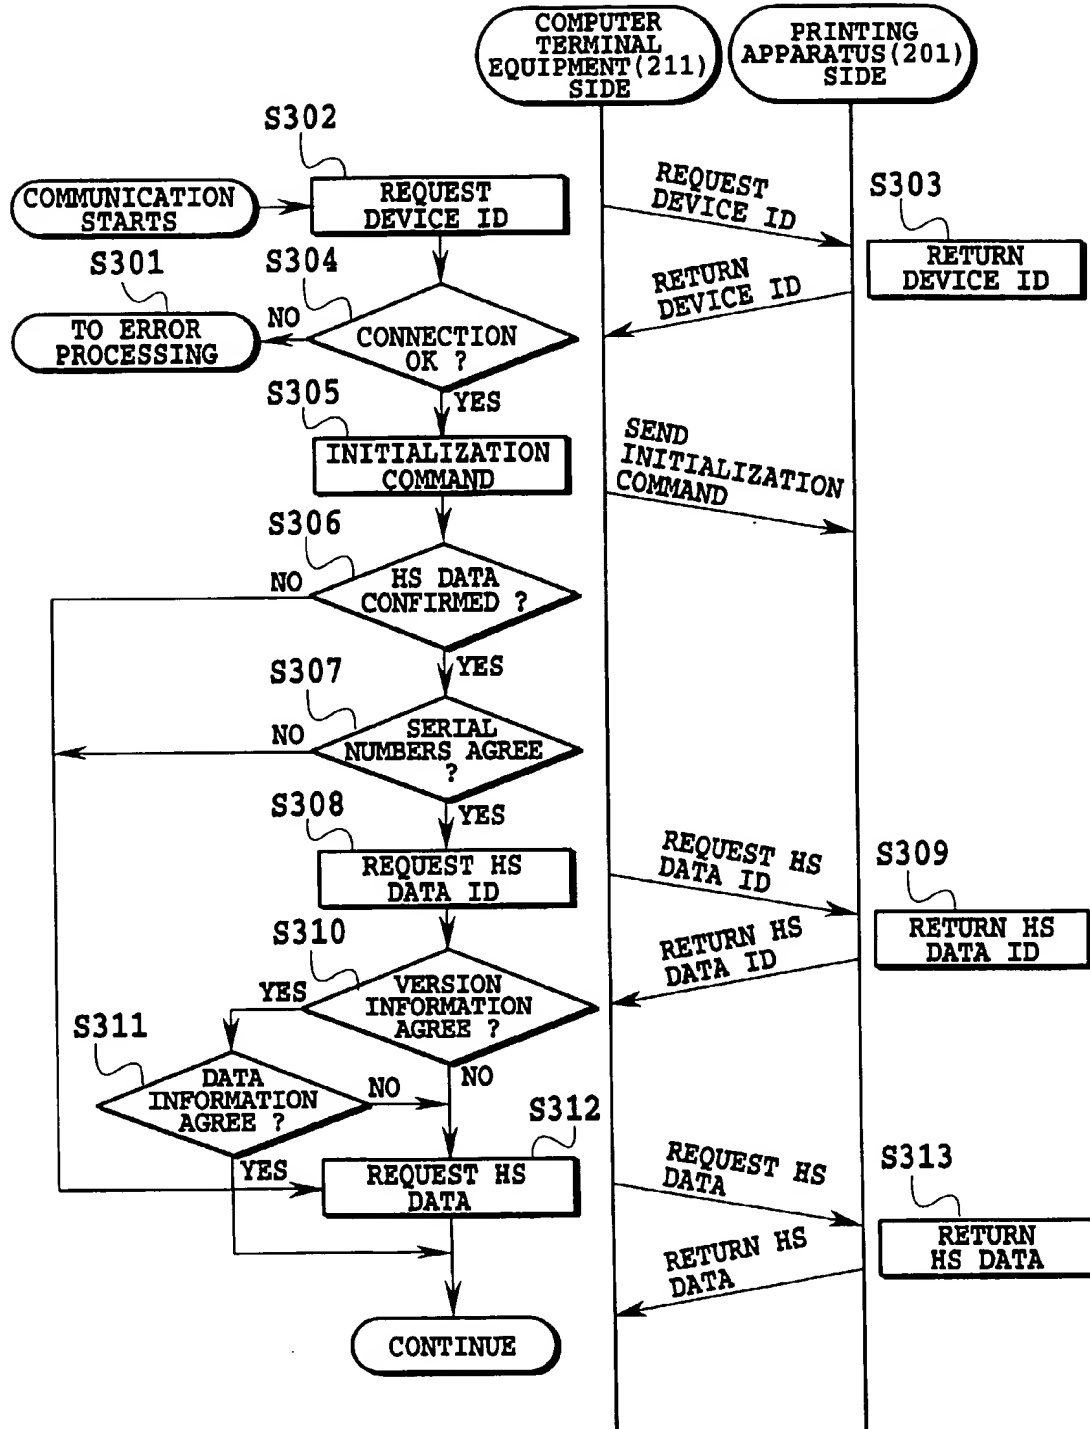 COMPUTER
TERMINAL
EQUIPMENT(211)
SIDE
PRINTING
APPARATUS(201)
SIDE
S302
COMMUNICATION
STARTS
REQUEST
DEVICE ID
REQUEST
DEVICE ID
S303
RETURN
DEVICE ID
S301
S304
RETURN
DEVICE ID
TO ERROR
PROCESSING
NO
CONNECTION
OK ?
YES
S305
INITIALIZATION
COMMAND
SEND
INITIALIZATION
COMMAND
S306
NO
HS DATA
CONFIRMED ?
YES
S307
NO
SERIAL
NUMBERS AGREE
?
YES
S308
REQUEST HS
DATA ID
REQUEST HS
DATA ID
S309
RETURN HS
DATA ID
S310
RETURN HS
DATA ID
YES
VERSION
INFORMATION
AGREE ?
NO
S311
DATA
INFORMATION
AGREE ?
NO
YES
S312
REQUEST HS
DATA
REQUEST HS
DATA
S313
RETURN
HS DATA
RETURN HS
DATA
CONTINUE